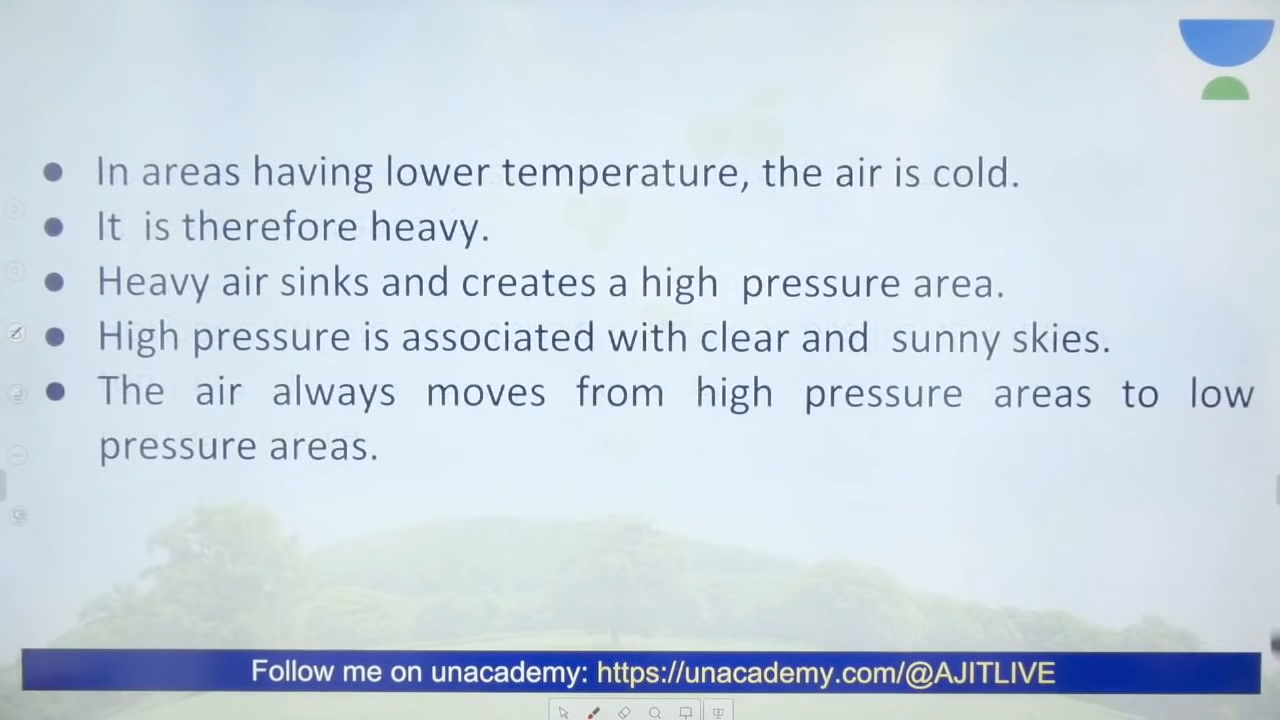 ● In areas having lower temperature, the air is cold.
● It is therefore heavy.
● Heavy air sinks and creates a high pressure area.
● High pressure is associated with clear and sunny skies.
● The air always moves from high pressure areas to low
pressure areas.
Follow me on unacademy: https://unacademy.com/@AJITLIVE